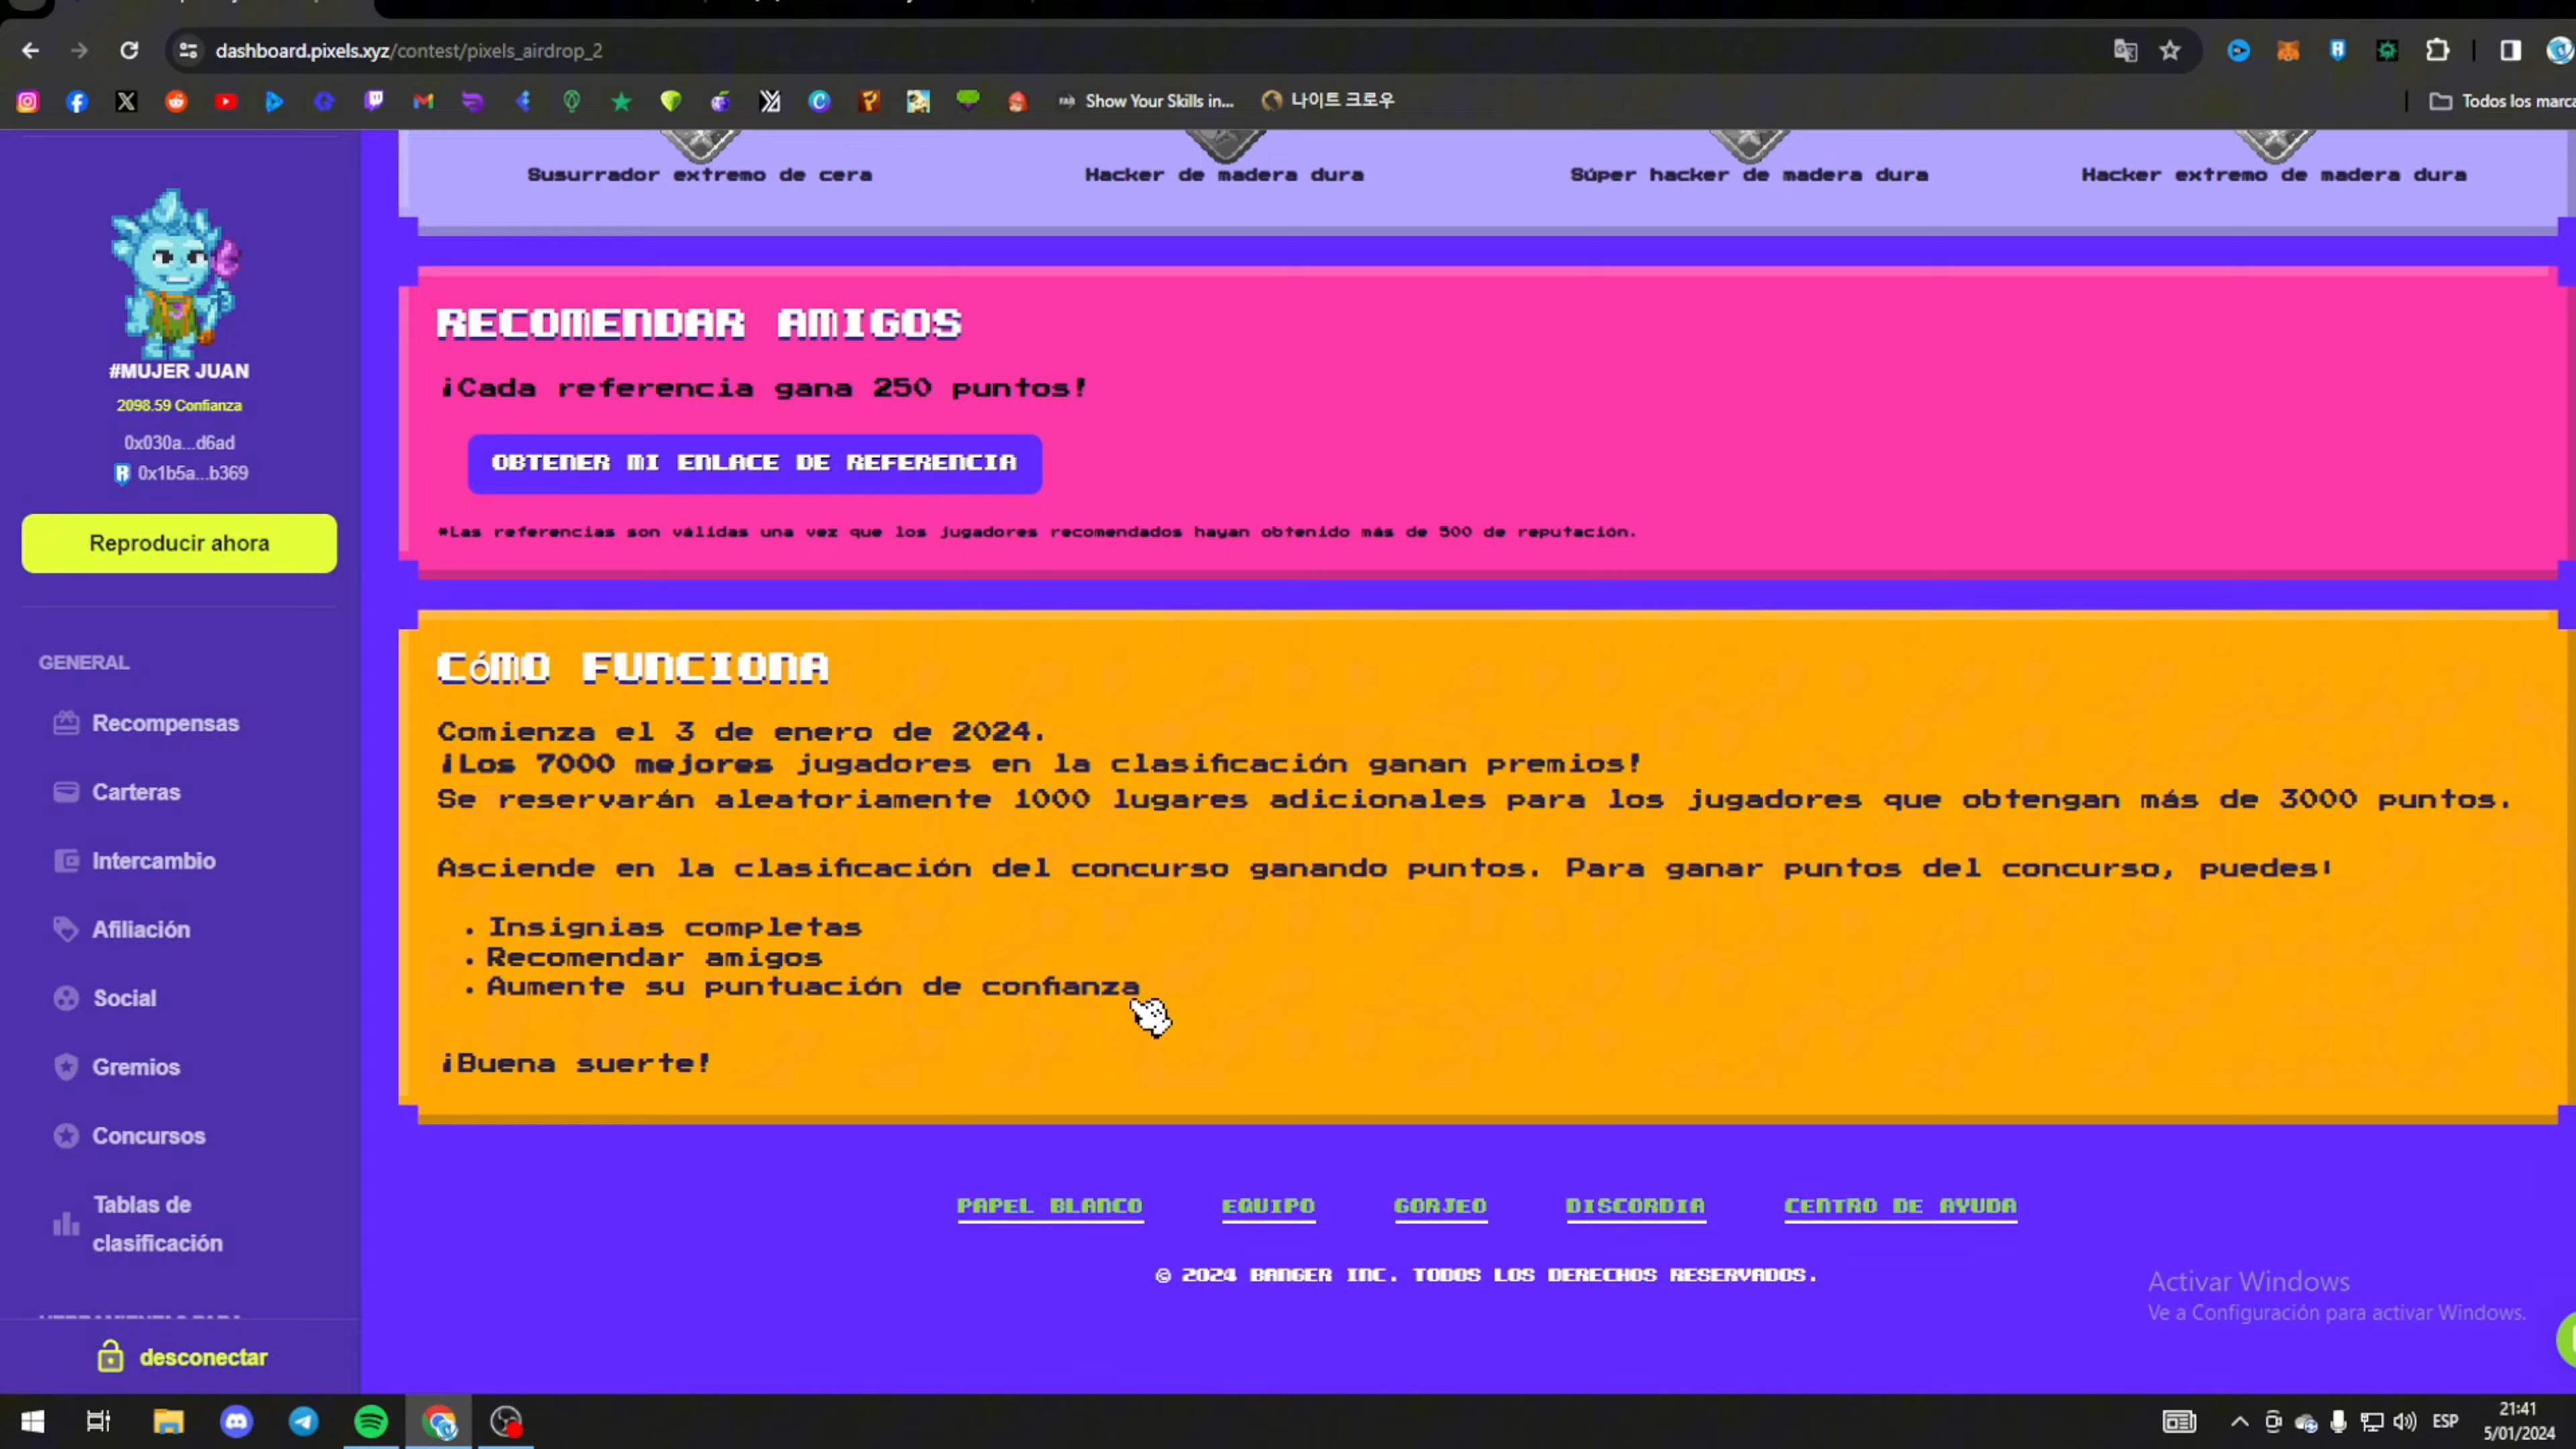 dashboard.pixels.xyz/contest/pixels_airdrop_2
Show Your Skills in...
나이트 크로우
Todos los marca
Susurrador extremo de cera
Hacker de madera dura
Súper hacker de madera dura
Hacker extremo de madera dura
#MUJER JUAN
2098.59 Confianza
0x030a...d6ad
0x1b5a...b369
Reproducir ahora
GENERAL
Recompensas
Carteras
Intercambio
Afiliación
Social
Gremios
Concursos
Tablas de
clasificación
desconectar
RECOMENDAR AMIGOS
¡Cada referencia gana 250 puntos!
OBTENER MI ENLACE DE REFERENCIA
*Las referencias son válidas una vez que los jugadores recomendados hayan obtenido más de 500 de reputación.
CóMO FUNCIONA
Comienza el 3 de enero de 2024.
¡Los 7000 mejores jugadores en la clasificación ganan premios!
Se reservarán aleatoriamente 1000 lugares adicionales para los jugadores que obtengan más de 3000 puntos.
Asciende en la clasificación del concurso ganando puntos. Para ganar puntos del concurso, puedes:
• Insignias completas
• Recomendar amigos
• Aumente su puntuación de confianza
¡Buena suerte!
PAPEL BLANCO
EQUIPO
GORJEO
DISCORDIA
CENTRO DE AYUDA
© 2024 BANGER INC. TODOS LOS DERECHOS RESERVADOS.
Activar Windows
Ve a Configuración para activar Windows.
ESP
21:41
5/01/2024